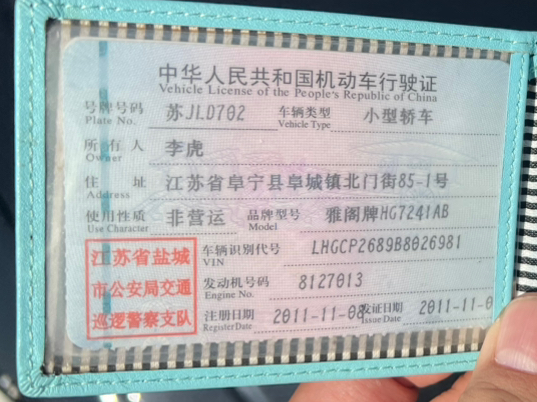 中华人民共和国机动车行驶证
Vehicle License of the People's Republic of China
号牌号码 苏JLD702 车辆类型 小型轿车
Plate No. Vehicle Type
所有人 李虎
Owner
住址 江苏省阜宁县阜城镇北门街85-1号
Address
使用性质 非营运 品牌型号 雅阁牌HG7241AB
Use Character Model
江苏省盐城
市公安局交通
巡逻警察支队
车辆识别代号 LHGCP2689B8026981
VIN
发动机号码 8127013
Engine No.
注册日期 2011-11-08 发证日期 2011-11-0
Register Date Issue Date